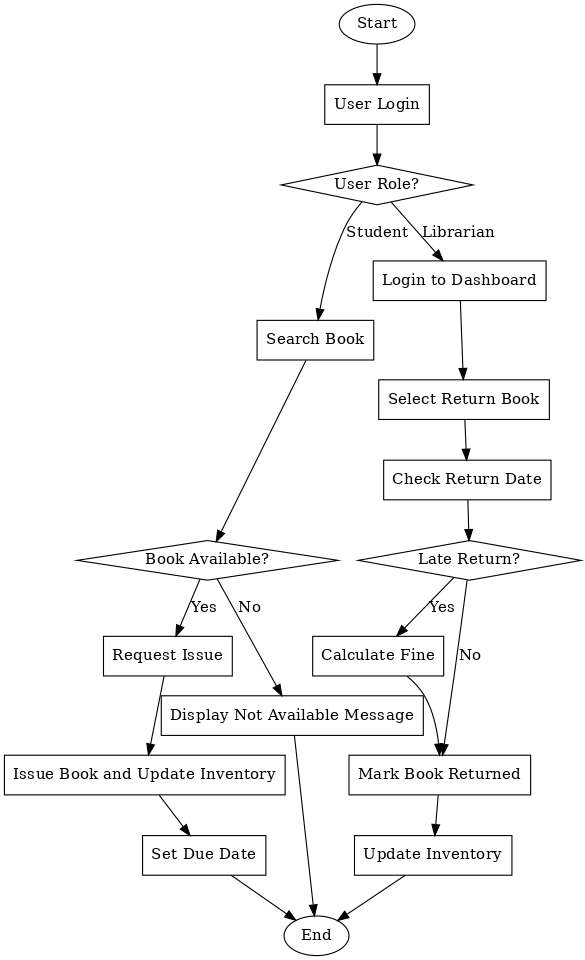 Start
User Login
User Role?
Student
Librarian
Login to Dashboard
Search Book
Select Return Book
Check Return Date
Book Available?
Late Return?
Yes
No
Yes
Request Issue
Calculate Fine
No
Display Not Available Message
Issue Book and Update Inventory
Mark Book Returned
Set Due Date
Update Inventory
End